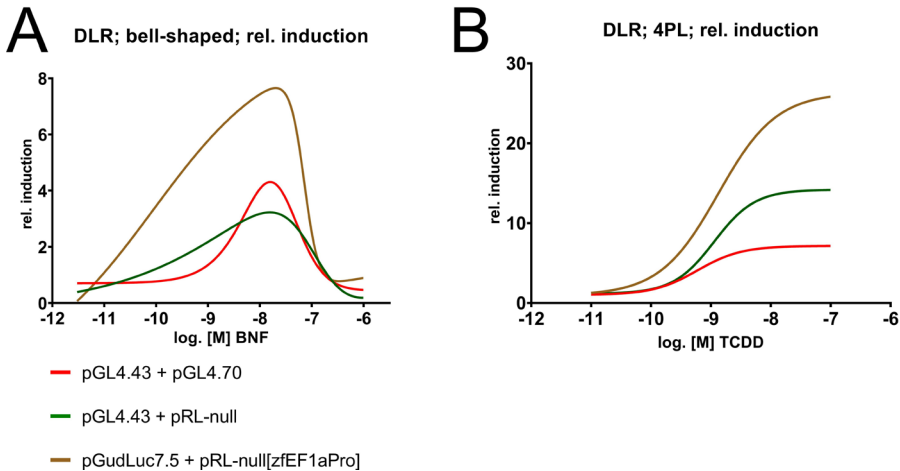 A
DLR; bell-shaped; rel. induction
rel. induction
8
6
4
2
0
-12 -11 -10 -9 -8 -7 -6
log. [M] BNF
B
DLR; 4PL; rel. induction
rel. induction
30
20
10
0
-12 -11 -10 -9 -8 -7 -6
log. [M] TCDD
pGL4.43 + pGL4.70
pGL4.43 + pRL-null
pGudLuc7.5 + pRL-null[zfEF1aPro]